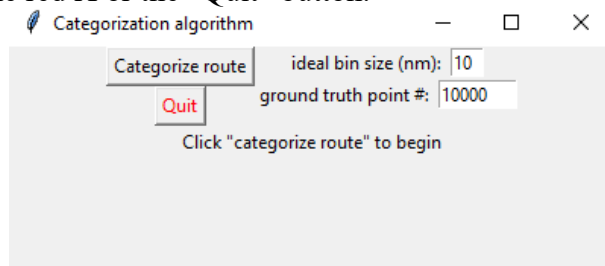 Categorization algorithm
Categorize route ideal bin size (nm): 10
Quit ground truth point #: 10000
Click "categorize route" to begin